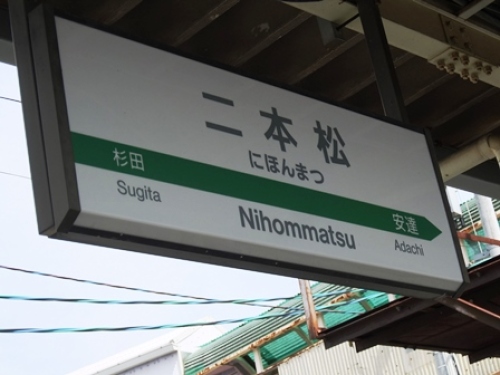 二本松
にほんまつ
杉田
Sugita
Nihommatsu
安達
Adachi